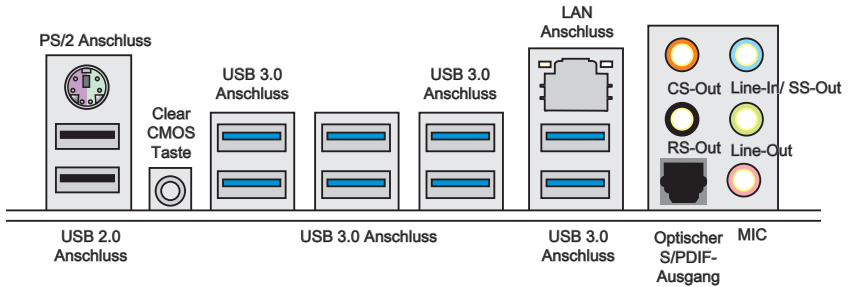 LAN
Anschluss
PS/2 Anschluss
USB 3.0
Anschluss
USB 3.0
Anschluss
Clear
CMOS
Taste
CS-Out
Line-In/ SS-Out
RS-Out
Line-Out
USB 2.0
Anschluss
USB 3.0 Anschluss
USB 3.0
Anschluss
Optischer
S/PDIF-
Ausgang
MIC